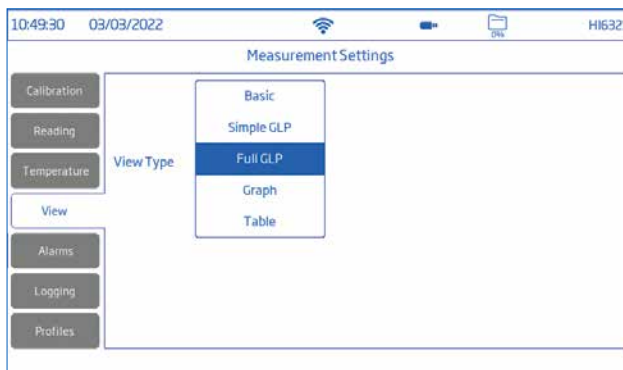 10:49:30 03/03/2022 0% HI632
Measurement Settings
Calibration
Reading
Temperature
View
Alarms
Logging
Profiles
View Type
Basic
Simple GLP
Full GLP
Graph
Table